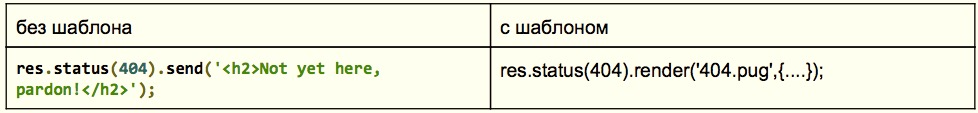 без шаблона
с шаблоном
res.status(404).send('<h2>Not yet here,
pardon!</h2>');
res.status(404).render('404.pug',{....});